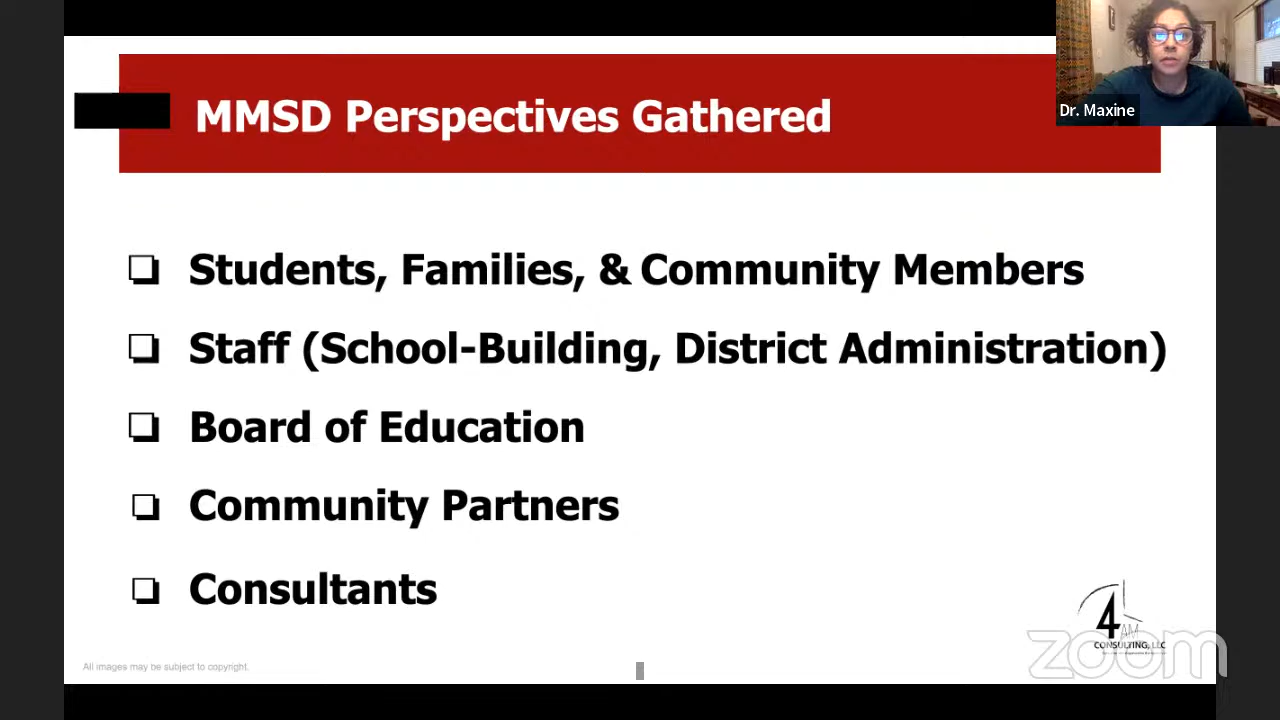 MMSD Perspectives Gathered
Dr. Maxine
Students, Families, & Community Members
Staff (School-Building, District Administration)
Board of Education
Community Partners
Consultants
4
AM
CONSULTING, LLC
zoom
All images may be subject to copyright.